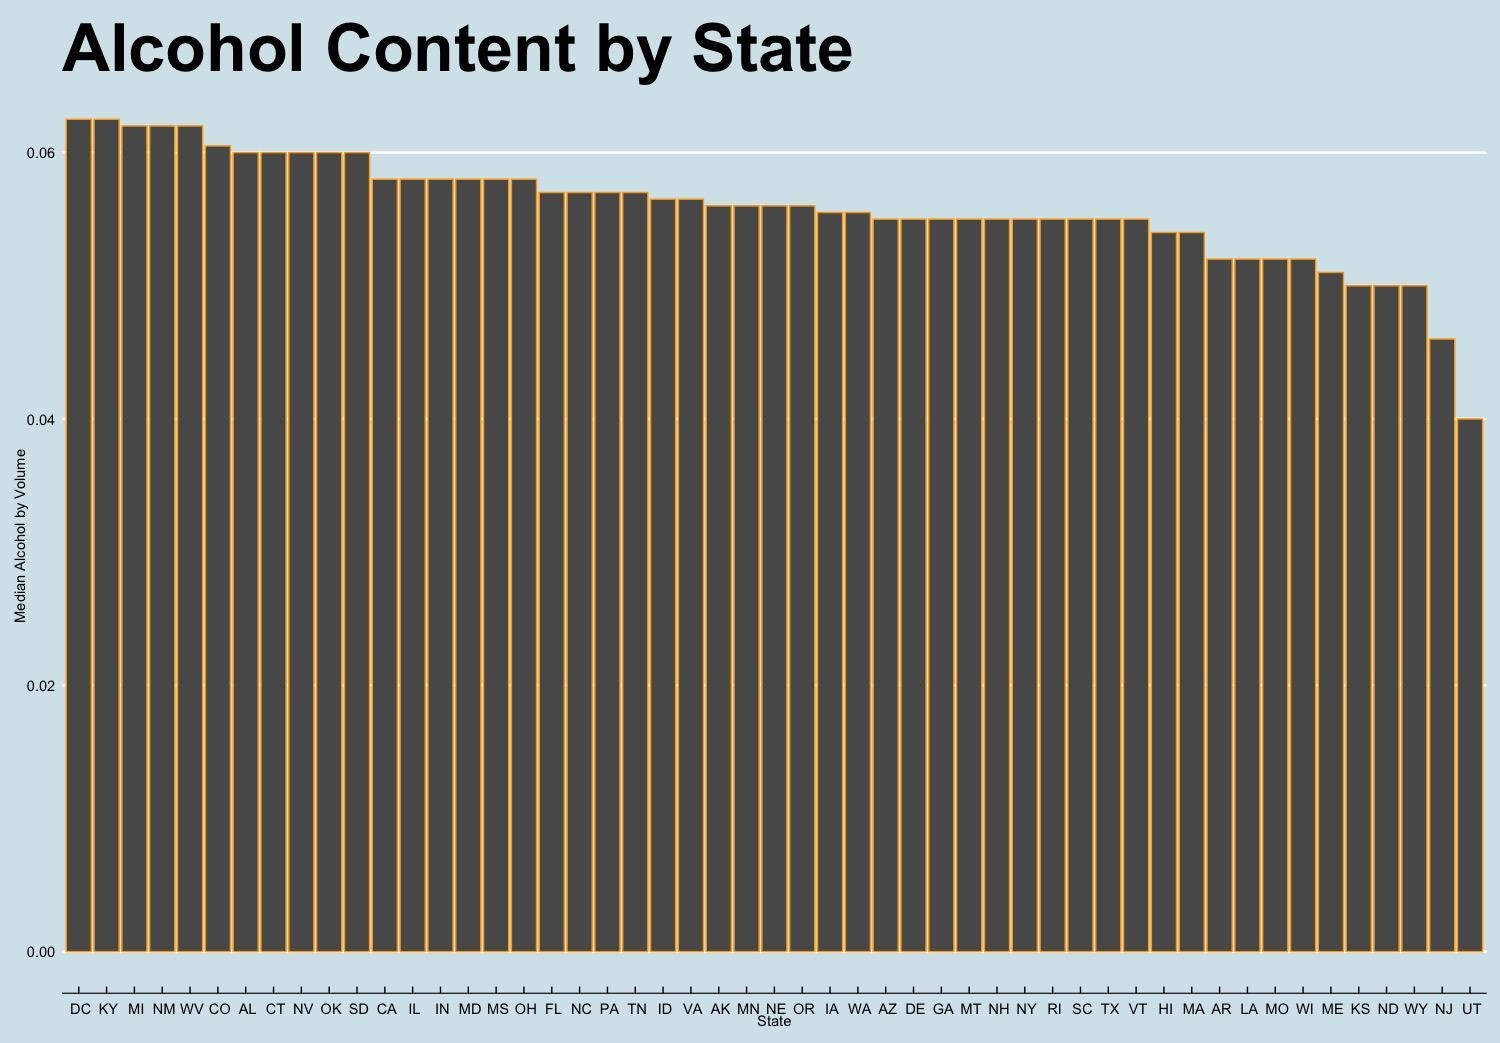 Alcohol Content by State
0.06
0.04
0.02
0.00
Median Alcohol by Volume
DC KY MI NM WV CO AL CT NV OK SD CA IL IN MD MS OH FL NC PA TN ID VA AK MN NE OR IA WA AZ DE GA MT NH NY RI SC TX VT HI MA AR LA MO WI ME KS ND WY NJ UT
State